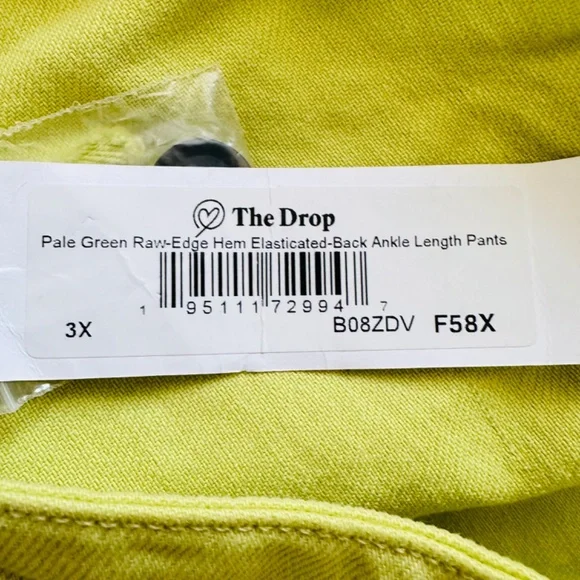 The Drop
Pale Green Raw-Edge Hem Elasticated-Back Ankle Length Pants
1 95111 72994 7
3X B08ZDV F58X